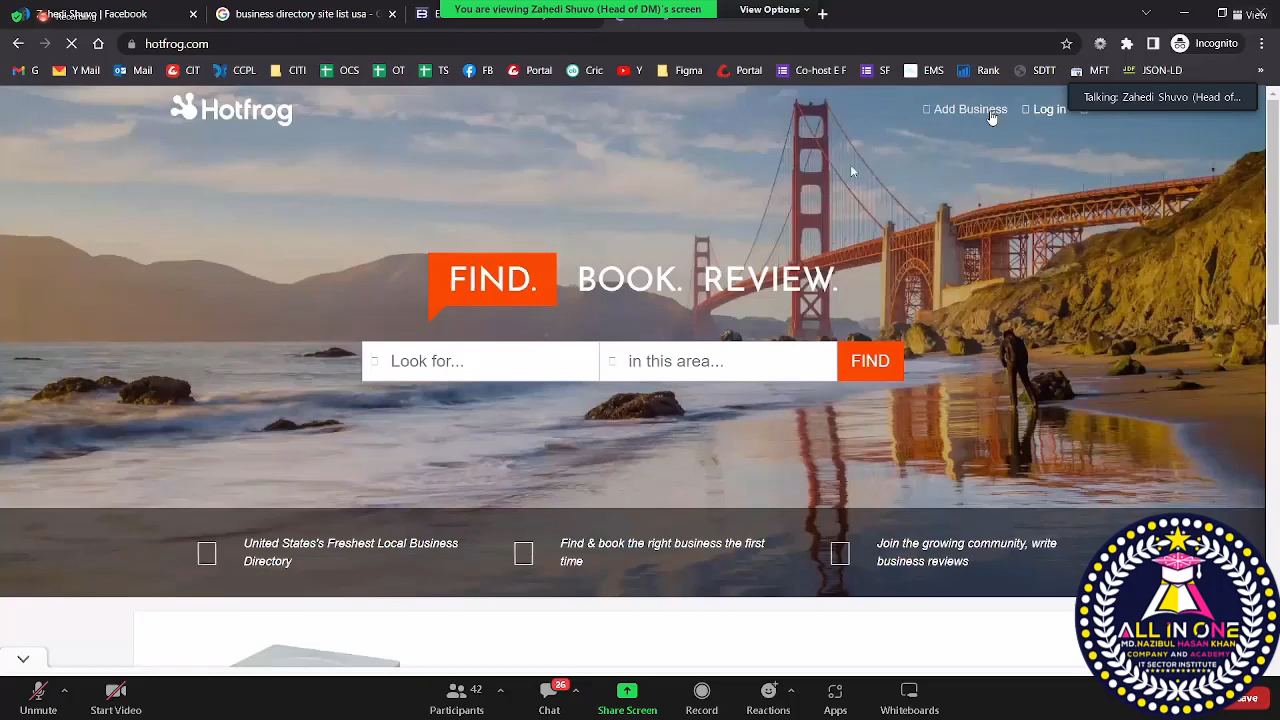 You are viewing Zahedi Shuvo (Head of DM)'s screen
View Options
View
Zahedi Shuvo | Facebook
business directory site list use -
hotfrog.com
Incognito
G
Y Mail
Mail
CIT
CCPL
CITI
OCS
OT
TS
FB
Portal
Cric
Y
Figma
Portal
Co-host E F
SF
EMS
Rank
SDTT
MFT
JSON-LD
Talking: Zahedi Shuvo (Head of...
Hotfrog
Add Business
Log in
FIND. BOOK. REVIEW.
Look for...
in this area...
FIND
United States's Freshest Local Business
Directory
Find & book the right business the first
time
Join the growing community, write
business reviews
ALL IN ONE
MD.NAZIBUL HASAN KHAN
COMPANY AND ACADEMY
IT SECTOR INSTITUTE
Unmute
Start Video
Participants
42
Chat
26
Share Screen
Record
Reactions
Apps
Whiteboards